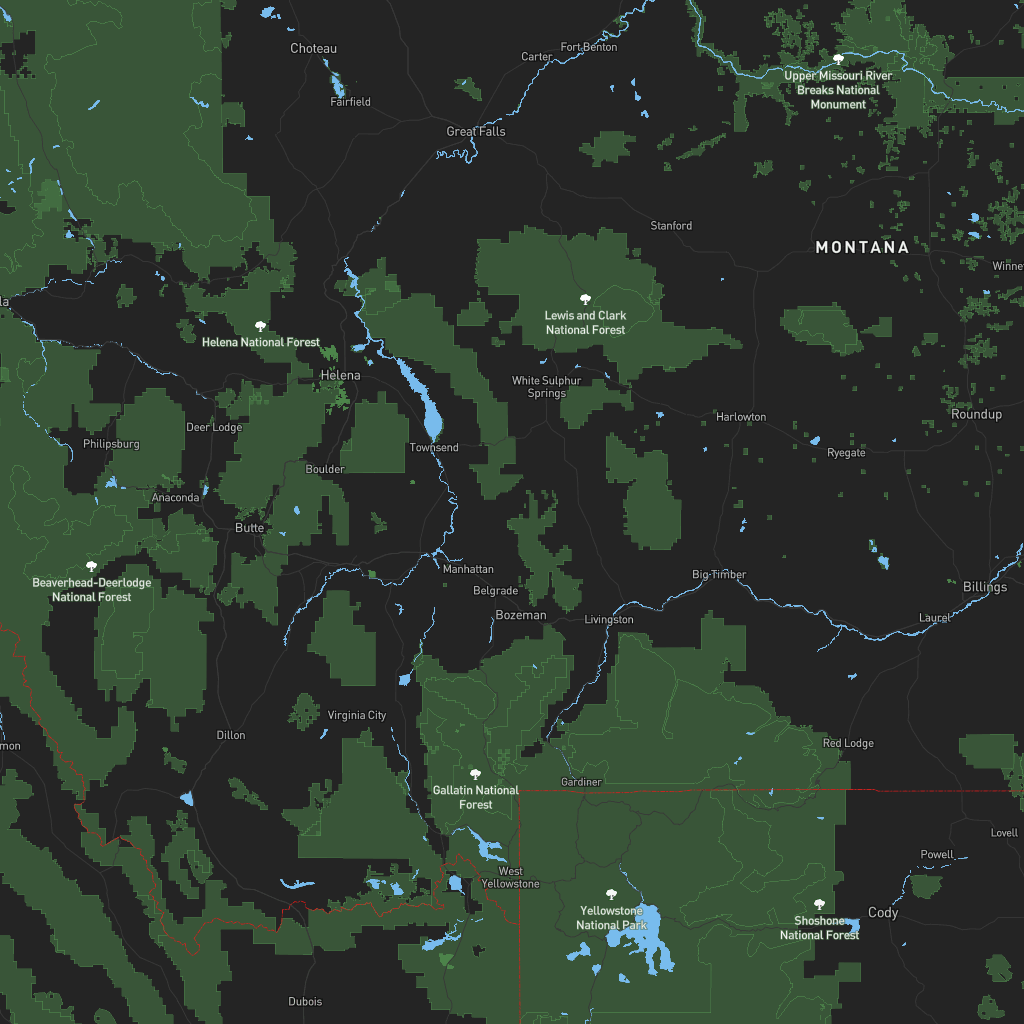 Choteau
Fort Benton
Carter
Upper Missouri River
Breaks National
Monument
Fairfield
Great Falls
Stanford
MONTANA
Winnet
la
Lewis and Clark
National Forest
Helena National Forest
Helena
White Sulphur
Springs
Harlowton
Roundup
Deer Lodge
Philipsburg
Townsend
Ryegate
Boulder
Anaconda
Butte
Manhattan
Big Timber
Beaverhead-Deerlodge
National Forest
Belgrade
Billings
Bozeman
Livingston
Laurel
Virginia City
Dillon
mon
Red Lodge
Gardiner
Gallatin National
Forest
Lovell
Powell
West
Yellowstone
Yellowstone
National Park
Shoshone
National Forest
Cody
Dubois